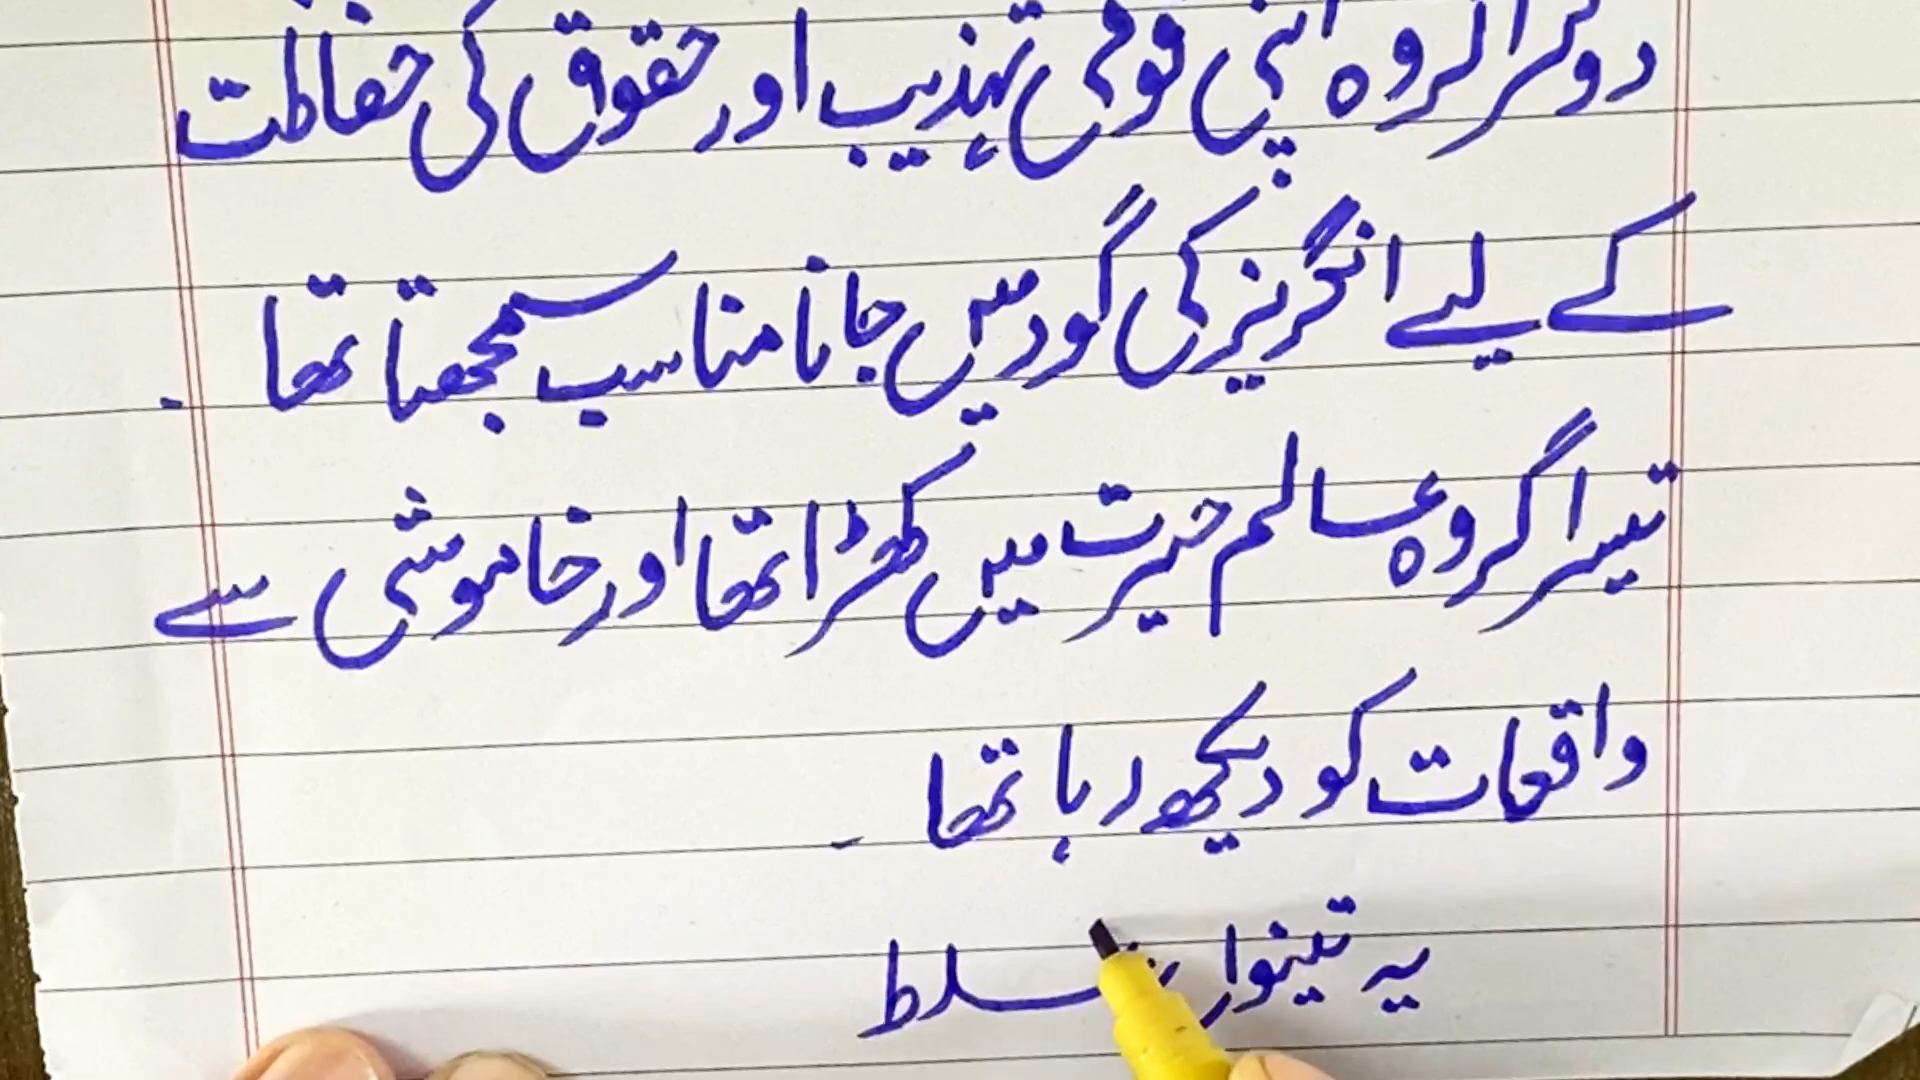 دوسرا گروہ اپنی قومی تہذیب اور حقوق کی حفاظت
کے لیے انگریز کی گود میں جانا مناسب سمجھتا تھا ۔
تیسرا گروہ عالم حیرت میں کھڑا تھا اور خاموشی سے
واقعات کو دیکھ رہا تھا ۔
یہ تینوں غلط